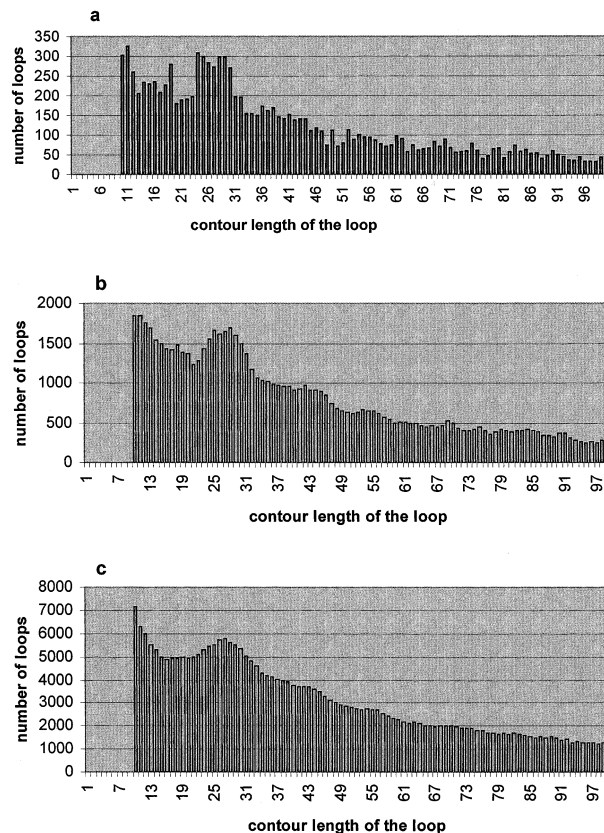 a
number of loops
350
300
250
200
150
100
50
0
1 6 11 16 21 26 31 36 41 46 51 56 61 66 71 76 81 86 91 96
contour length of the loop
b
number of loops
2000
1500
1000
500
0
1 7 13 19 25 31 37 43 49 55 61 67 73 79 85 91 97
contour length of the loop
c
number of loops
8000
7000
6000
5000
4000
3000
2000
1000
0
1 7 13 19 25 31 37 43 49 55 61 67 73 79 85 91 97
contour length of the loop